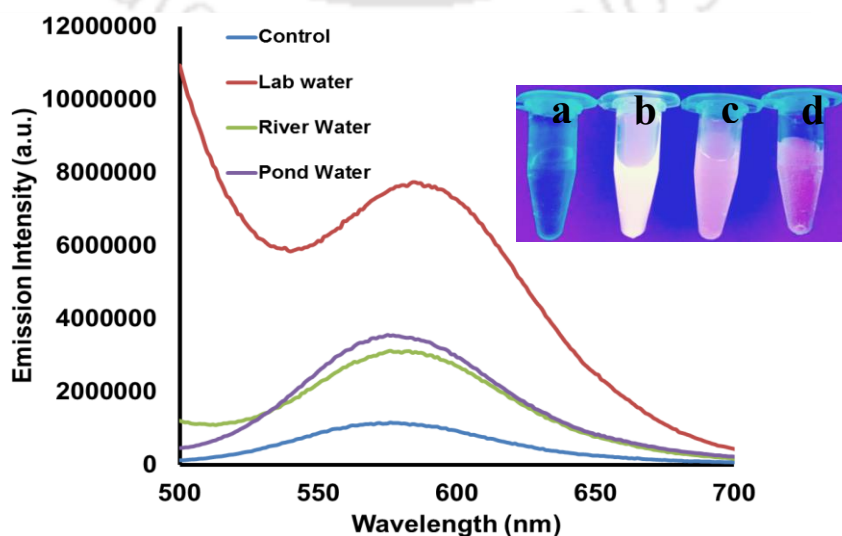 12000000
10000000
8000000
6000000
4000000
2000000
0
Emission Intensity (a.u.)
Control
Lab water
River Water
Pond Water
a b c d
500 550 600 650 700
Wavelength (nm)